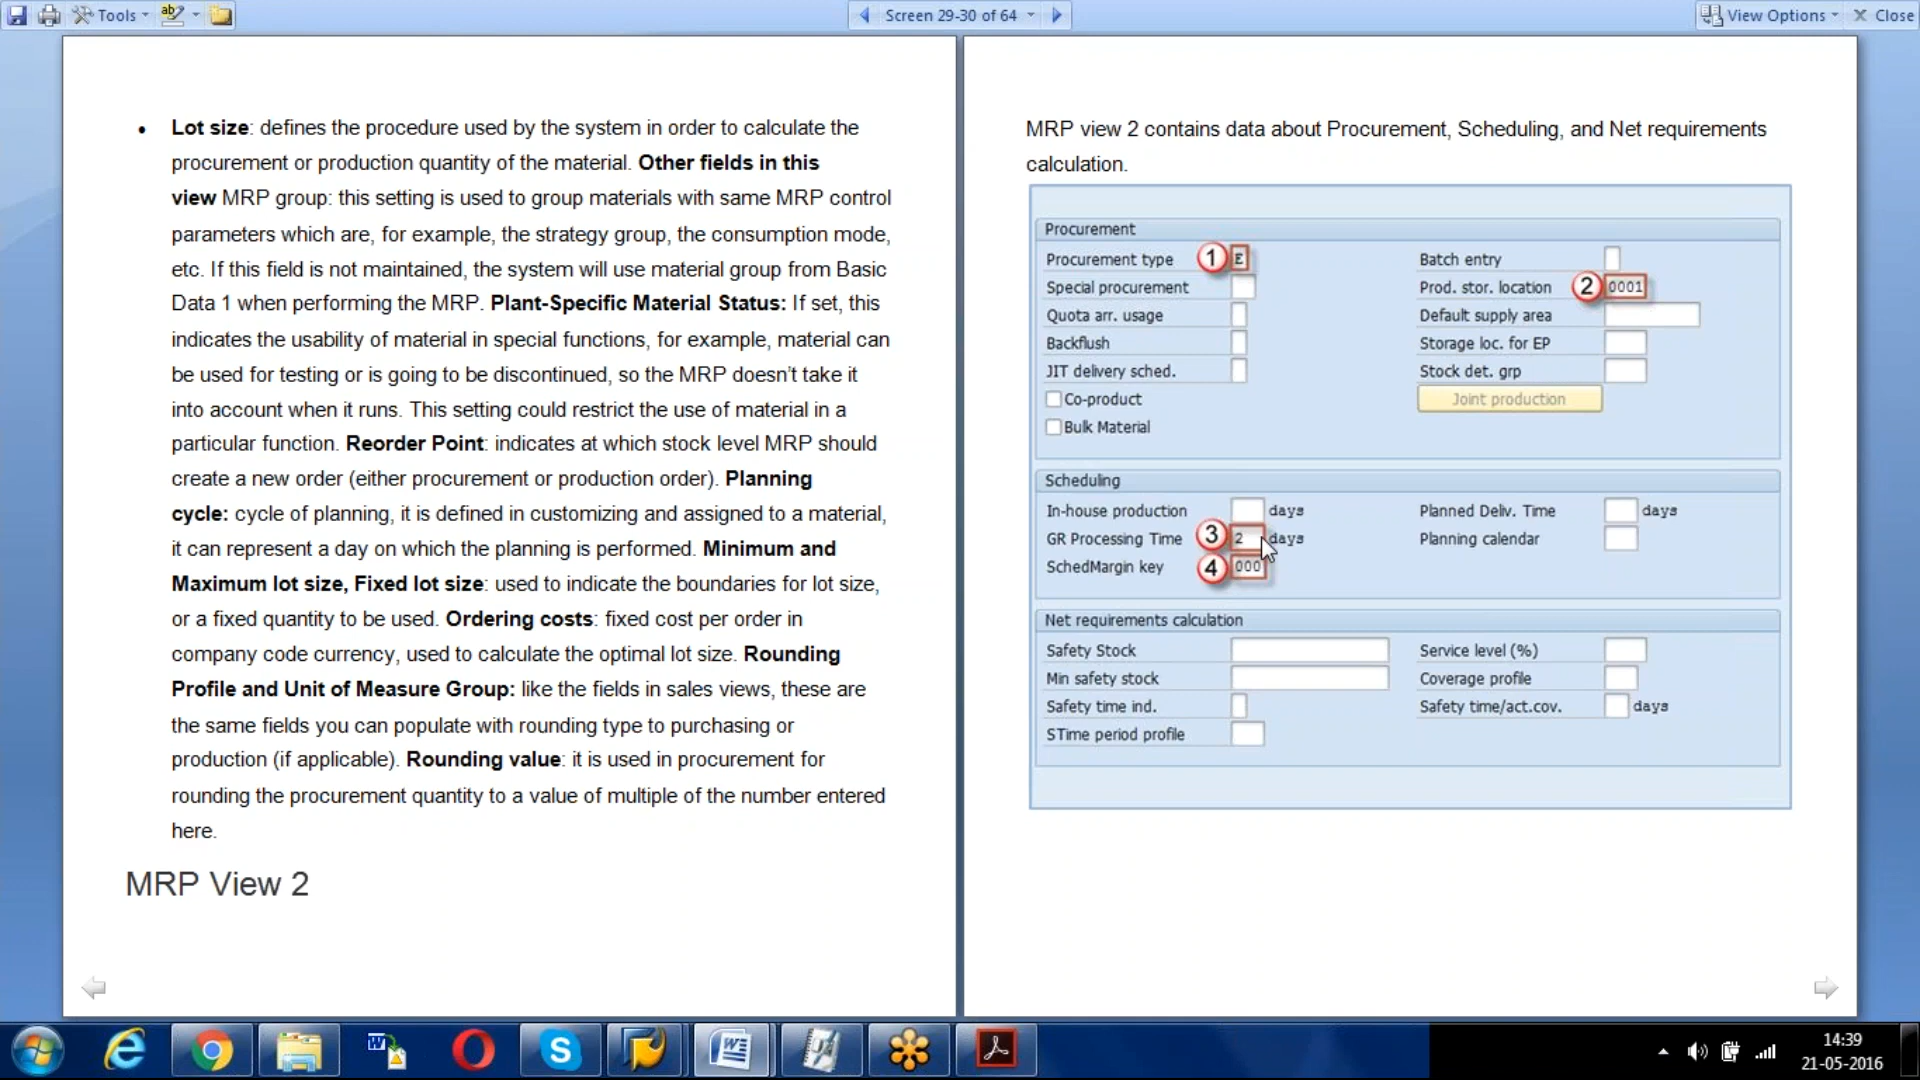 Tools
Screen 29-30 of 64
View Options
Close
• Lot size: defines the procedure used by the system in order to calculate the
procurement or production quantity of the material. Other fields in this
view MRP group: this setting is used to group materials with same MRP control
parameters which are, for example, the strategy group, the consumption mode,
etc. If this field is not maintained, the system will use material group from Basic
Data 1 when performing the MRP. Plant-Specific Material Status: If set, this
indicates the usability of material in special functions, for example, material can
be used for testing or is going to be discontinued, so the MRP doesn’t take it
into account when it runs. This setting could restrict the use of material in a
particular function. Reorder Point: indicates at which stock level MRP should
create a new order (either procurement or production order). Planning
cycle: cycle of planning, it is defined in customizing and assigned to a material,
it can represent a day on which the planning is performed. Minimum and
Maximum lot size, Fixed lot size: used to indicate the boundaries for lot size,
or a fixed quantity to be used. Ordering costs: fixed cost per order in
company code currency, used to calculate the optimal lot size. Rounding
Profile and Unit of Measure Group: like the fields in sales views, these are
the same fields you can populate with rounding type to purchasing or
production (if applicable). Rounding value: it is used in procurement for
rounding the procurement quantity to a value of multiple of the number entered
here.
MRP View 2
MRP view 2 contains data about Procurement, Scheduling, and Net requirements
calculation.
Procurement
Procurement type 1 E
Batch entry
Special procurement
Prod. stor. location 2 0001
Quota arr. usage
Default supply area
Backflush
Storage loc. for EP
JIT delivery sched.
Stock det. grp
Co-product
Joint production
Bulk Material
Scheduling
In-house production days
Planned Deliv. Time days
GR Processing Time 3 2 days
Planning calendar
SchedMargin key 4 000
Net requirements calculation
Safety Stock
Service level (%)
Min safety stock
Coverage profile
Safety time ind.
Safety time/act.cov. days
STime period profile
14:39
21-05-2016